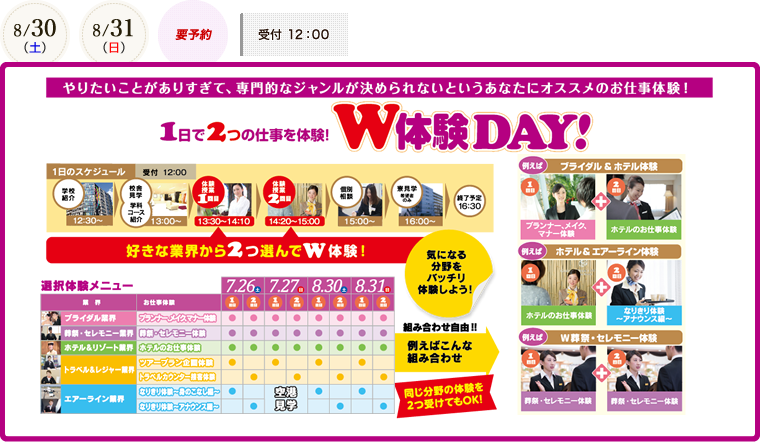 8/30
（土）
8/31
（日）
要予約
受付 12：00
やりたいことがありすぎて、専門的なジャンルが決められないというあなたにオススメのお仕事体験！
1日で2つの仕事を体験！
W体験DAY!
1日のスケジュール
受付 12:00
学校
紹介
12:30～
校舎
見学
学科
コース
紹介
13:00～
体験
授業
1回目
13:30～14:10
体験
授業
2回目
14:20～15:00
個別
相談
15:00～
寮見学
希望者
のみ
16:00～
終了予定
16:30
好きな業界から2つ選んでW体験！
気になる
分野を
バッチリ
体験しよう！
選択体験メニュー
7.26土
7.27日
8.30土
8.31日
業界
お仕事体験
1回目
2回目
1回目
2回目
1回目
2回目
1回目
2回目
ブライダル業界
プランナー・メイク・マナー体験
葬祭・セレモニー業界
葬祭・セレモニー体験
ホテル＆リゾート業界
ホテルのお仕事体験
トラベル＆レジャー業界
ツアープラン企画体験
トラベルカウンター接客体験
エアーライン業界
なりきり体験～身のこなし編～
なりきり体験～アナウンス編～
空港
見学
組み合わせ自由!!
例えばこんな
組み合わせ
同じ分野の体験を
2つ受けてもOK!
例えば
ブライダル＆ホテル体験
1回目
2回目
プランナー、メイク、
マナー体験
ホテルのお仕事体験
例えば
ホテル＆エアーライン体験
1回目
2回目
ホテルのお仕事体験
なりきり体験
～アナウンス編～
例えば
W葬祭・セレモニー体験
1回目
2回目
葬祭・セレモニー体験
葬祭・セレモニー体験